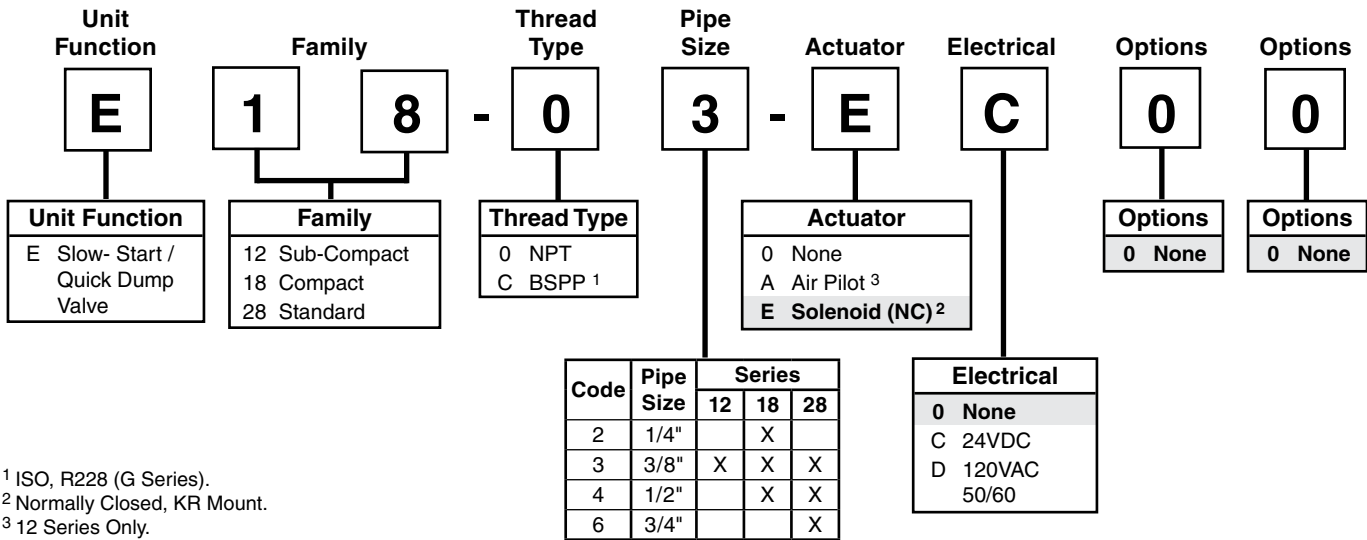 Unit Function
Family
Thread Type
Pipe Size
Actuator
Electrical
Options
Options
E 1 8 - 0 3 - E C 0 0
Unit Function
E Slow- Start /
Quick Dump
Valve
Family
12 Sub-Compact
18 Compact
28 Standard
Thread Type
0 NPT
C BSPP 1
Actuator
0 None
A Air Pilot 3
E Solenoid (NC) 2
Options
0 None
Options
0 None
Code Pipe Size Series
12 18 28
2 1/4" X
3 3/8" X X X
4 1/2" X X
6 3/4" X
Electrical
0 None
C 24VDC
D 120VAC
50/60
1 ISO, R228 (G Series).
2 Normally Closed, KR Mount.
3 12 Series Only.